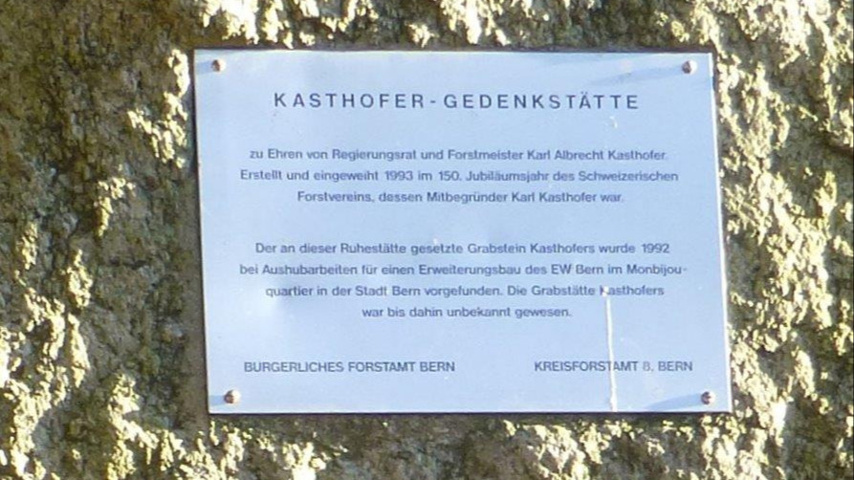 KASTHOFER - GEDENKSTÄTTE
zu Ehren von Regierungsrat und Forstmeister Karl Albrecht Kasthofer.
Erstellt und eingeweiht 1993 im 150. Jubiläumsjahr des Schweizerischen
Forstvereins, dessen Mitbegründer Karl Kasthofer war.
Der an dieser Ruhestätte gesetzte Grabstein Kasthofers wurde 1992
bei Aushubarbeiten für einen Erweiterungsbau des EW Bern im Monbijou-
quartier in der Stadt Bern vorgefunden. Die Grabstätte Kasthofers
war bis dahin unbekannt gewesen.
BURGERLICHES FORSTAMT BERN
KREISFORSTAMT 8, BERN